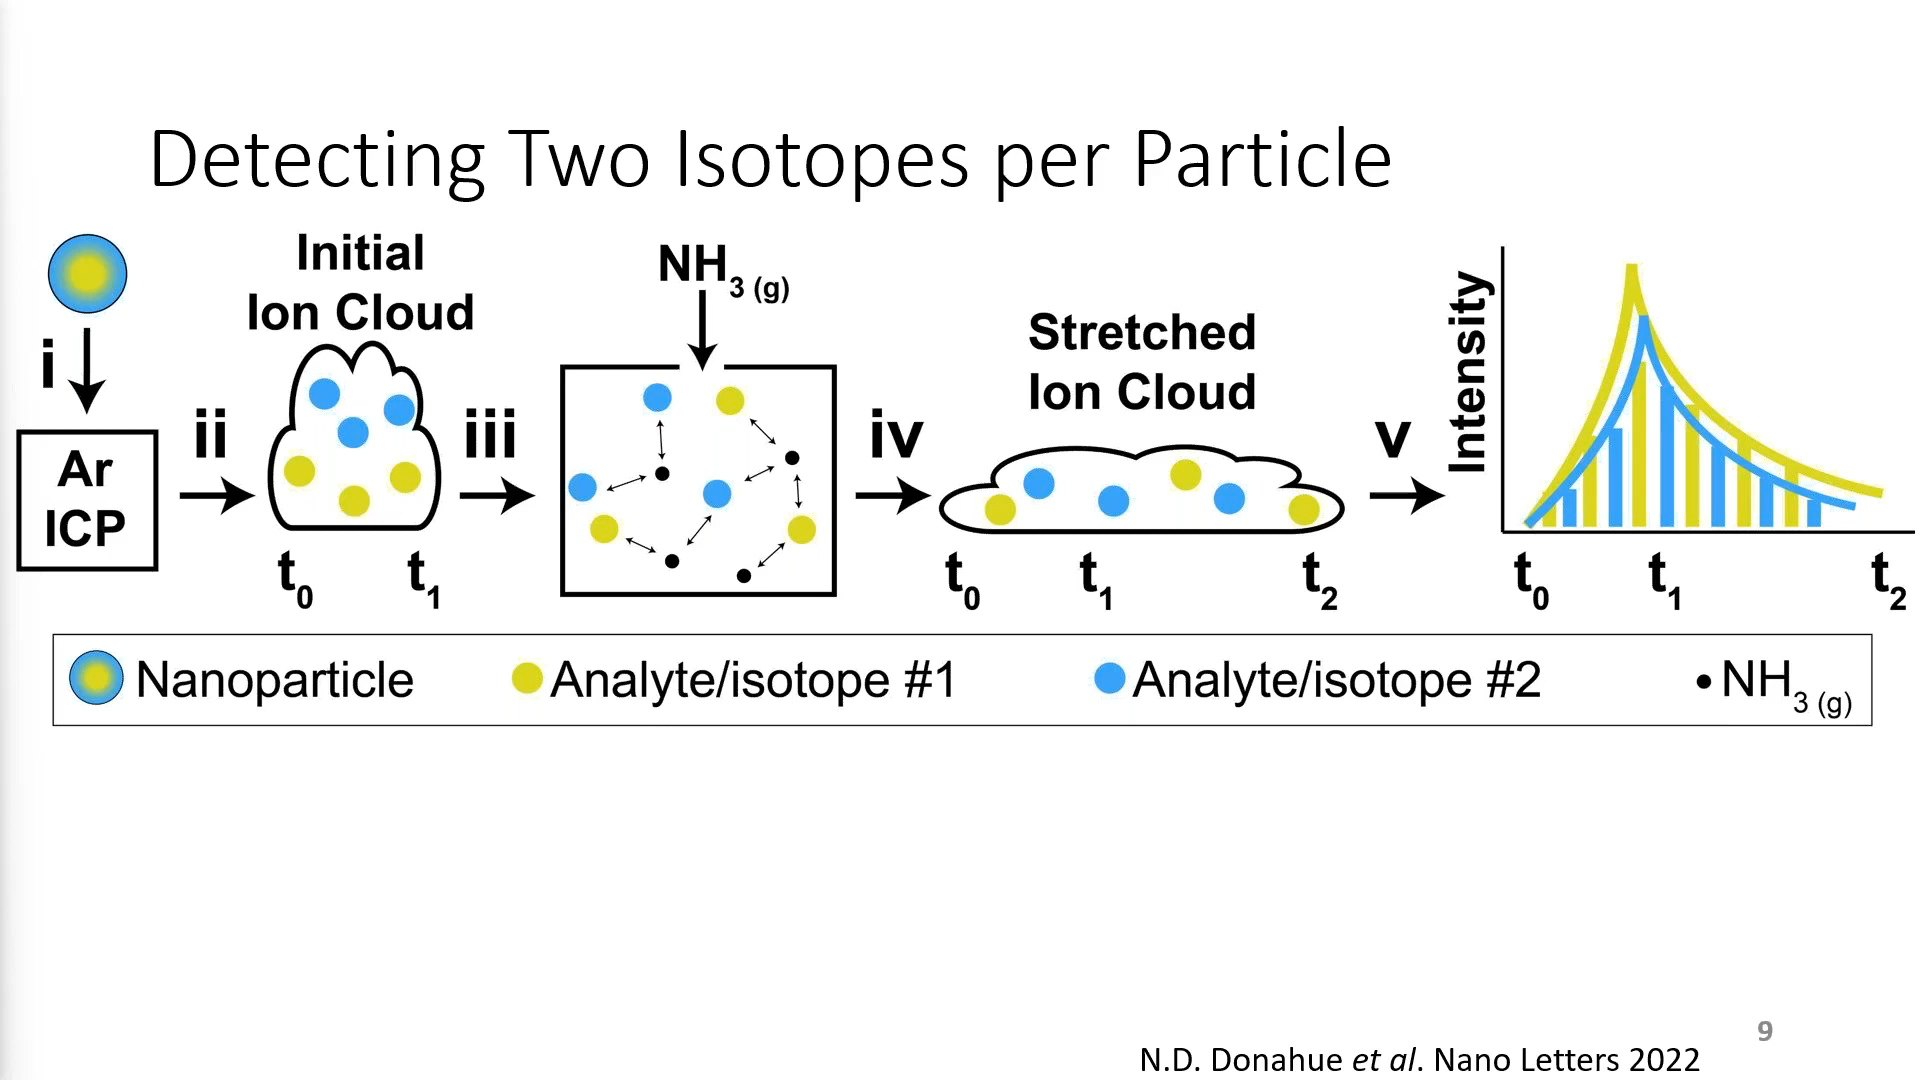 Detecting Two Isotopes per Particle
Initial
Ion Cloud
NH3 (g)
Stretched
Ion Cloud
Intensity
i
ii
iii
iv
v
Ar
ICP
t0
t1
t0
t1
t2
t0
t1
t2
Nanoparticle
Analyte/isotope #1
Analyte/isotope #2
NH3 (g)
9
N.D. Donahue et al. Nano Letters 2022